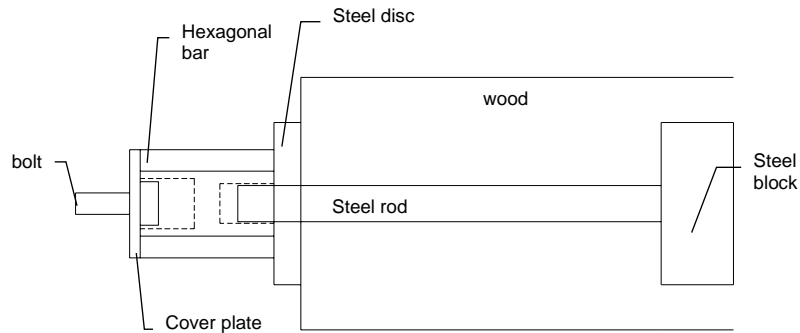 Steel disc
Hexagonal
bar
wood
bolt
Steel
block
Steel rod
Cover plate